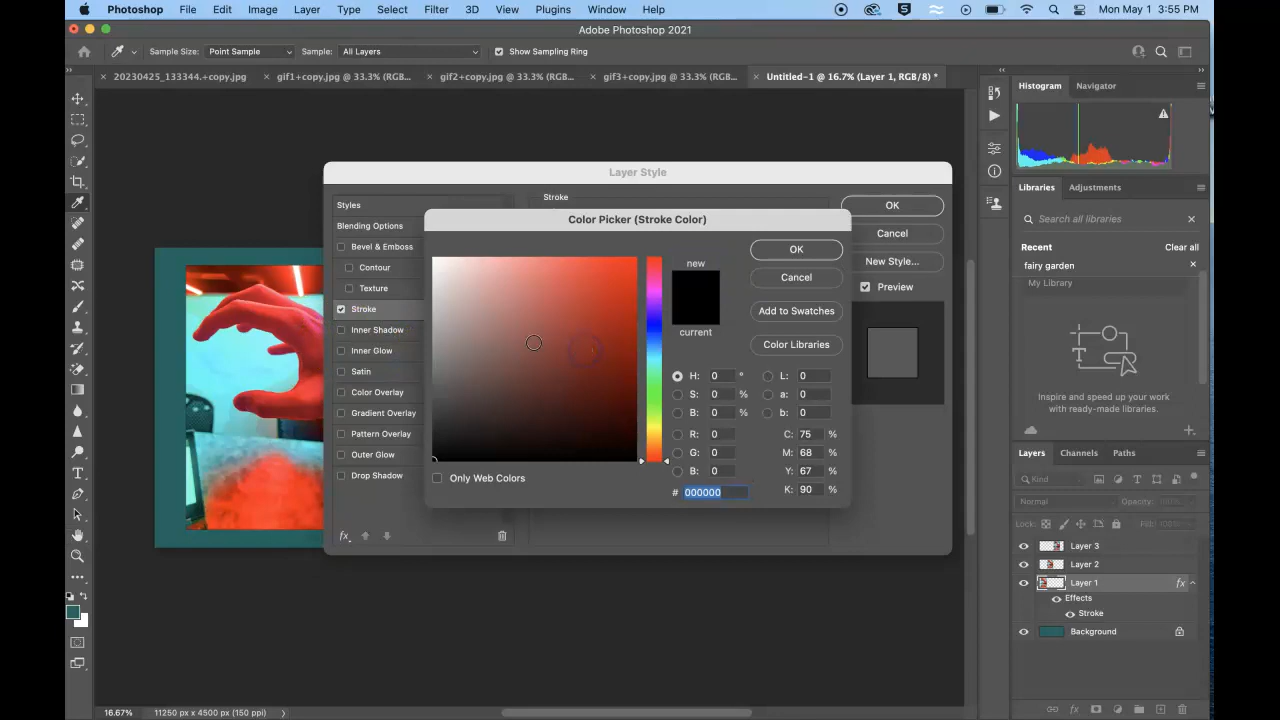 Photoshop File Edit Image Layer Type Select Filter 3D View Plugins Window Help Mon May 1 3:55 PM
Adobe Photoshop 2021
Sample Size: Point Sample Sample: All Layers Show Sampling Ring
20230425_133344.+copy.jpg gif1+copy.jpg @ 33.3% (RGB... gif2+copy.jpg @ 33.3% (RGB... gif3+copy.jpg @ 33.3% (RGB... Untitled-1 @ 16.7% (Layer 1, RGB/8) *
Histogram Navigator
Layer Style
Styles
Blending Options
Bevel & Emboss
Contour
Texture
Stroke
Inner Shadow
Inner Glow
Satin
Color Overlay
Gradient Overlay
Pattern Overlay
Outer Glow
Drop Shadow
fx
Stroke
OK
Cancel
New Style...
Preview
Color Picker (Stroke Color)
new
current
OK
Cancel
Add to Swatches
Color Libraries
H: 0 ° L: 0
S: 0 % a: 0
B: 0 % b: 0
R: 0 C: 75 %
G: 0 M: 68 %
B: 0 Y: 67 %
# 000000 K: 90 %
Only Web Colors
Libraries Adjustments
Search all libraries
Recent Clear all
fairy garden
My Library
Inspire and speed up your work
with ready-made libraries.
Layers Channels Paths
Kind
Normal Opacity: 100%
Lock: Fill: 100%
Layer 3
Layer 2
Layer 1 fx
Effects
Stroke
Background
fx
16.67% 11250 px x 4500 px (150 ppi)